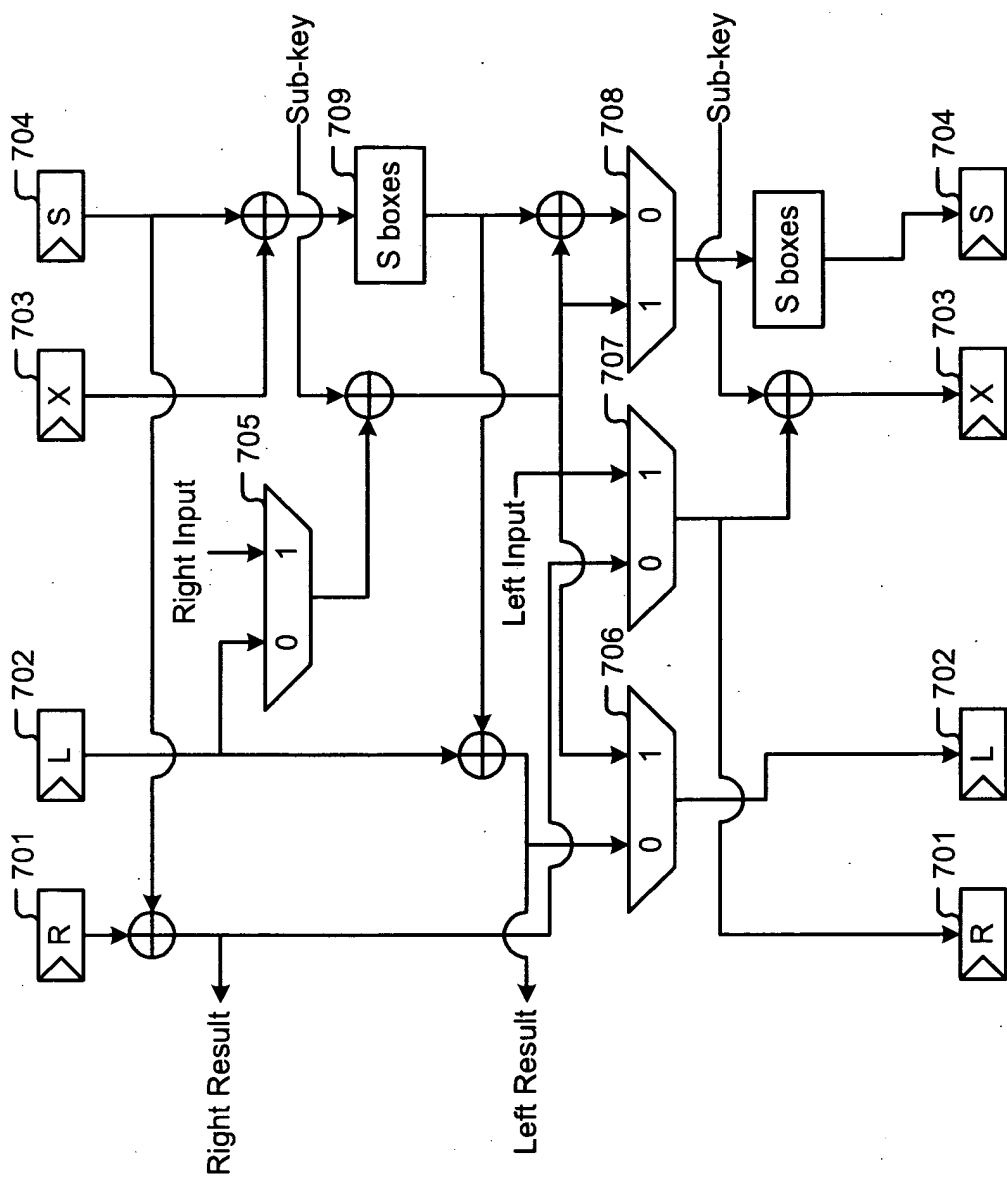 704
S
703
X
702
L
701
R
Sub-key
709
S boxes
705
Right Input
0
1
Right Result
Left Input
Left Result
708
1
0
707
0
1
706
0
1
Sub-key
S boxes
704
S
703
X
702
L
701
R